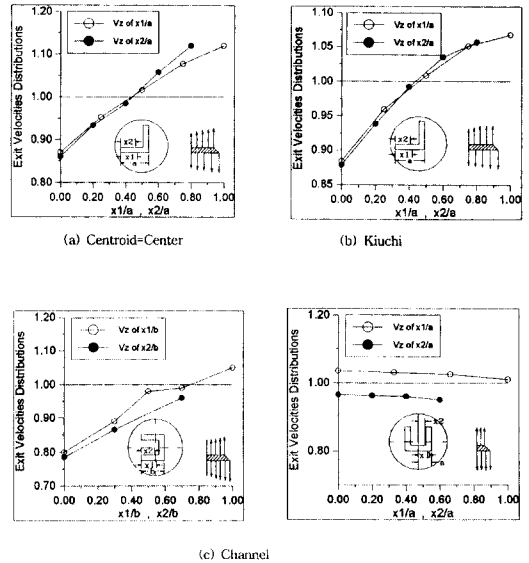 1.20
1.10
1.00
0.90
0.80
Exit Velocities Distributions
Vz of x1/a
Vz of x2/a
x2
x1
0.00 0.20 0.40 0.60 0.80 1.00
x1/a , x2/a
(a) Centroid=Center
1.10
1.05
1.00
0.95
0.90
0.85
Exit Velocities Distributions
Vz of x1/a
Vz of x2/a
x2
x1
a
0.00 0.20 0.40 0.60 0.80 1.00
x1/a , x2/a
(b) Kiuchi
1.20
1.10
1.00
0.90
0.80
0.70
Exit Velocities Distributions
Vz of x1/b
Vz of x2/b
x2
x1
0.00 0.20 0.40 0.60 0.80 1.00
x1/b , x2/b
1.20
1.00
0.80
Exit Velocities Distributions
Vz of x1/a
Vz of x2/a
x2
a
0.00 0.20 0.40 0.60 0.80 1.00
x1/a , x2/a
(c) Channel